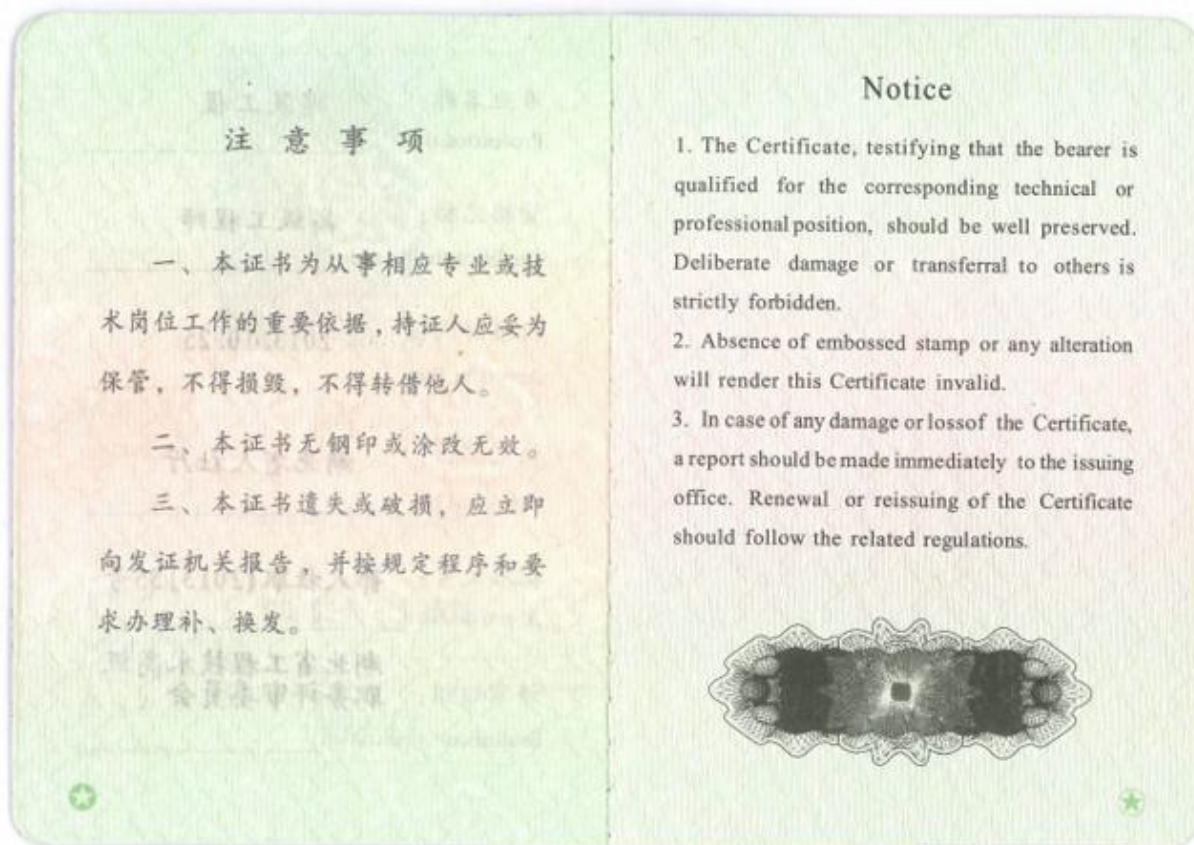 注意事项
一、本证书为从事相应专业或技
术岗位工作的重要依据，持证人应妥为
保管，不得损毁，不得转借他人。
二、本证书无钢印或涂改无效。
三、本证书遗失或破损，应立即
向发证机关报告，并按规定程序和要
求办理补、换发。
Notice
1. The Certificate, testifying that the bearer is
qualified for the corresponding technical or
professional position, should be well preserved.
Deliberate damage or transferral to others is
strictly forbidden.
2. Absence of embossed stamp or any alteration
will render this Certificate invalid.
3. In case of any damage or lossof the Certificate,
a report should be made immediately to the issuing
office. Renewal or reissuing of the Certificate
should follow the related regulations.